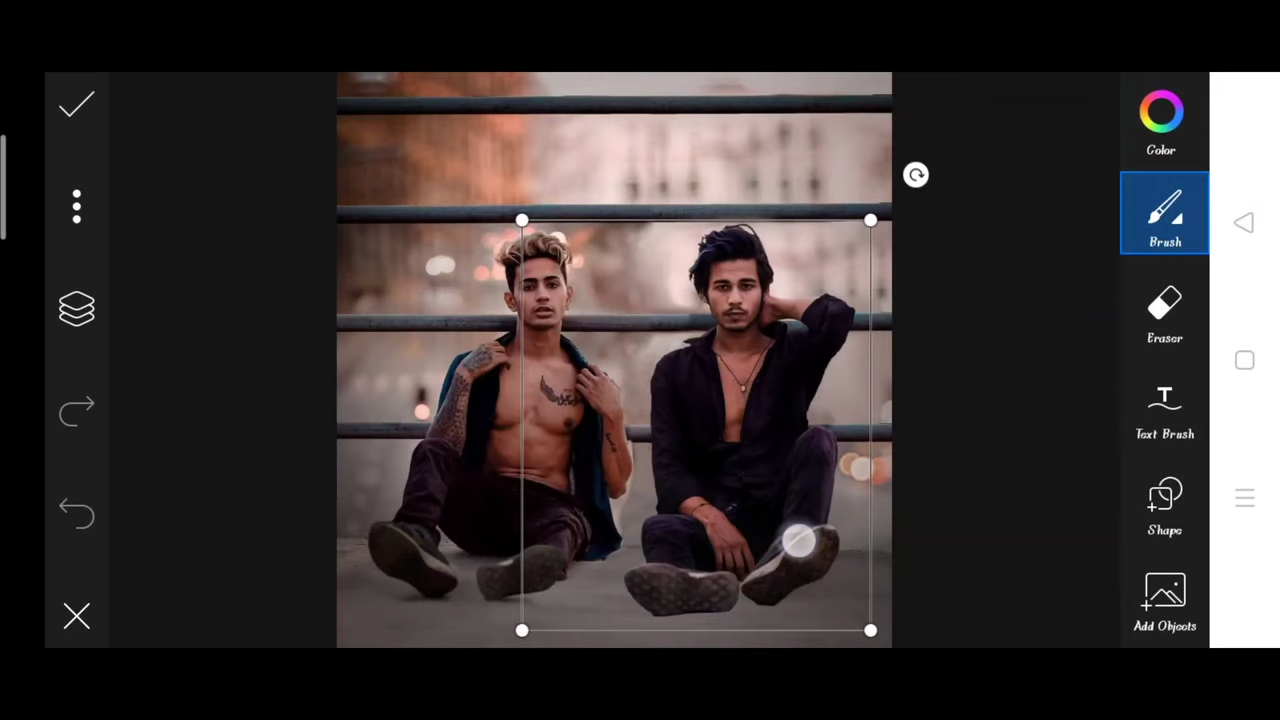 Color
Brush
Eraser
Text Brush
Shape
Add Objects